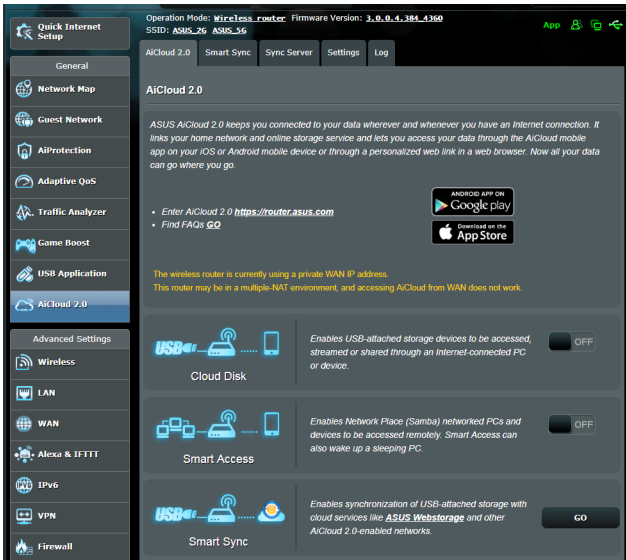 Quick Internet
Setup
General
Network Map
Guest Network
AiProtection
Adaptive QoS
Traffic Analyzer
Game Boost
USB Application
AiCloud 2.0
Advanced Settings
Wireless
LAN
WAN
Alexa & IFTTT
IPv6
VPN
Firewall
Operation Mode: Wireless router Firmware Version: 3.0.0.4.384_4360
SSID: ASUS_2G ASUS_5G
App
AiCloud 2.0 Smart Sync Sync Server Settings Log
AiCloud 2.0
ASUS AiCloud 2.0 keeps you connected to your data wherever and whenever you have an Internet connection. It
links your home network and online storage service and lets you access your data through the AiCloud mobile
app on your iOS or Android mobile device or through a personalized web link in a web browser. Now all your data
can go where you go.
• Enter AiCloud 2.0 https://router.asus.com
• Find FAQs GO
ANDROID APP ON
Google play
Download on the
App Store
The wireless router is currently using a private WAN IP address.
This router may be in a multiple-NAT environment, and accessing AiCloud from WAN does not work.
USB
Cloud Disk
Enables USB-attached storage devices to be accessed,
streamed or shared through an Internet-connected PC
or device.
OFF
Smart Access
Enables Network Place (Samba) networked PCs and
devices to be accessed remotely. Smart Access can
also wake up a sleeping PC.
OFF
USB
Smart Sync
Enables synchronization of USB-attached storage with
cloud services like ASUS Webstorage and other
AiCloud 2.0-enabled networks.
GO